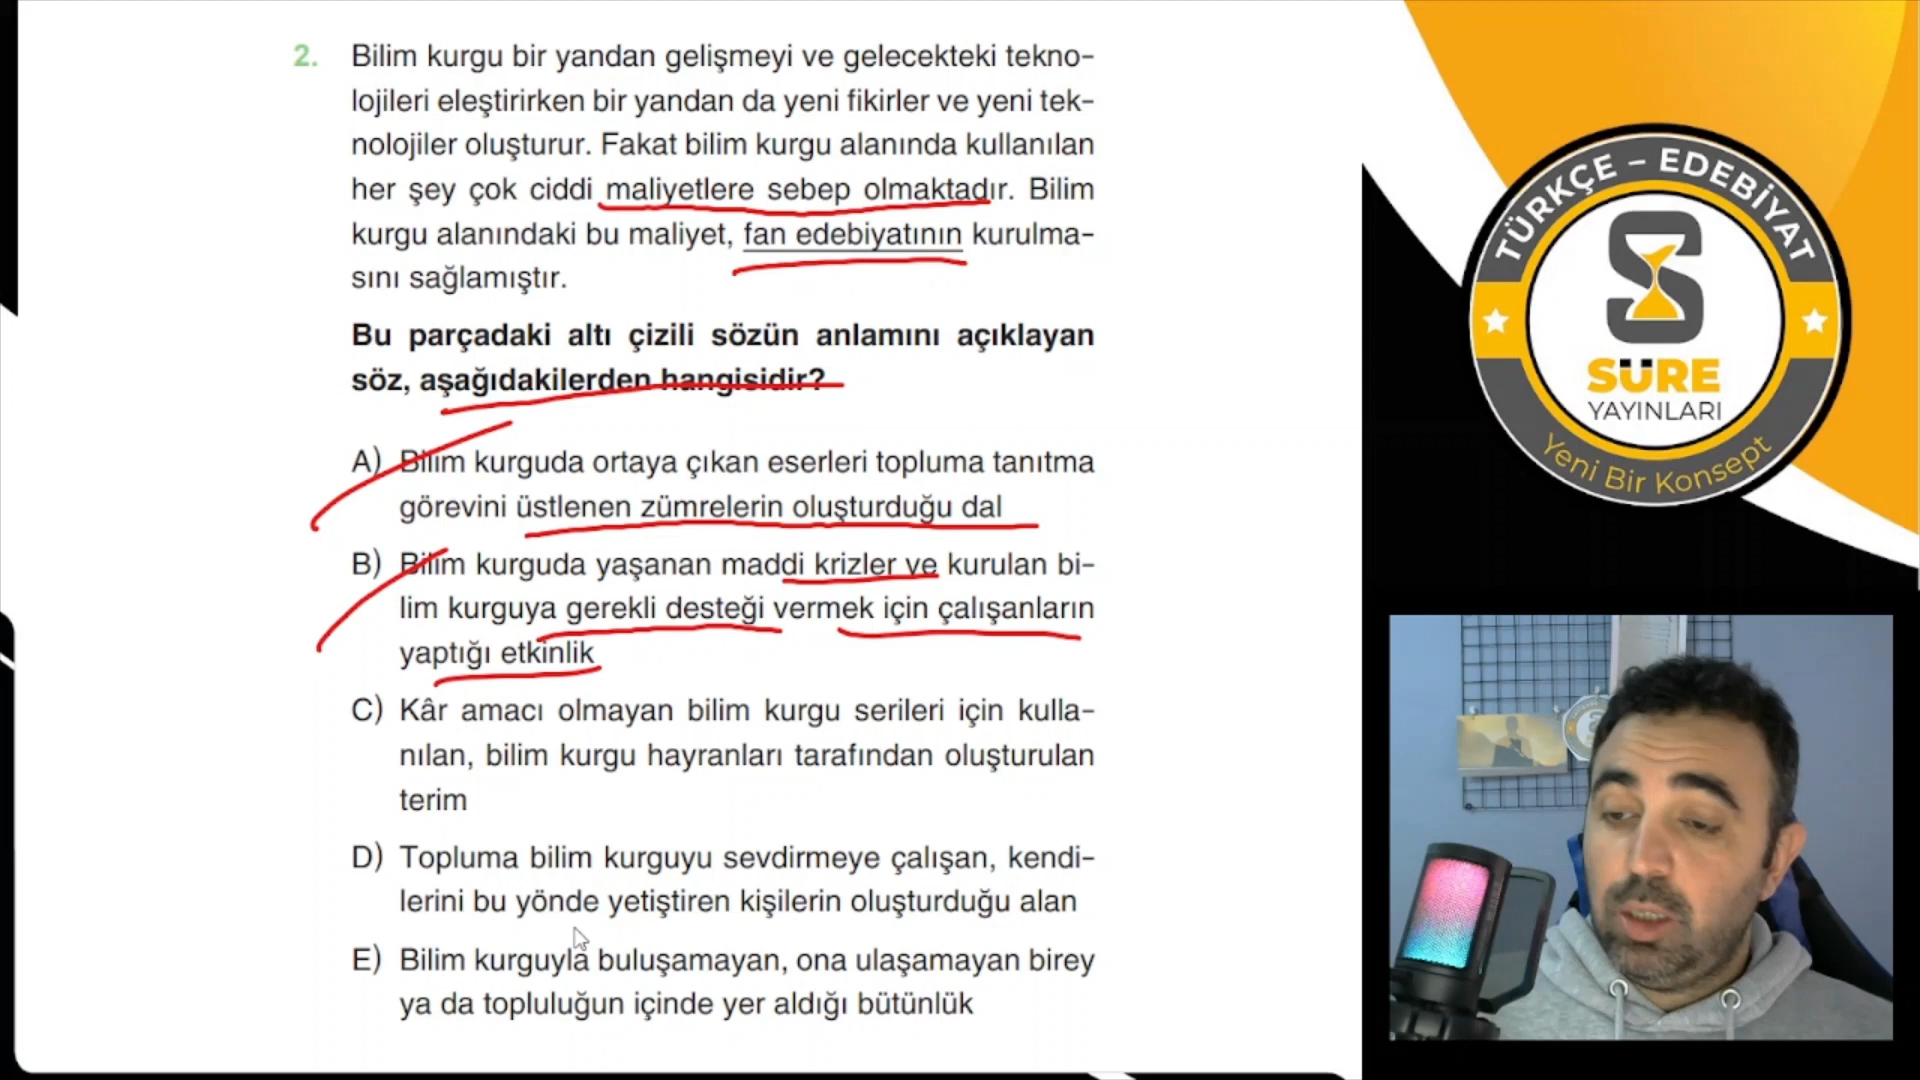 2. Bilim kurgu bir yandan gelişmeyi ve gelecekteki tekno-
lojileri eleştirirken bir yandan da yeni fikirler ve yeni tek-
nolojiler oluşturur. Fakat bilim kurgu alanında kullanılan
her şey çok ciddi maliyetlere sebep olmaktadır. Bilim
kurgu alanındaki bu maliyet, fan edebiyatının kurulma-
sını sağlamıştır.
Bu parçadaki altı çizili sözün anlamını açıklayan
söz, aşağıdakilerden hangisidir?
A) Bilim kurguda ortaya çıkan eserleri topluma tanıtma
görevini üstlenen zümrelerin oluşturduğu dal
B) Bilim kurguda yaşanan maddi krizler ve kurulan bi-
lim kurguya gerekli desteği vermek için çalışanların
yaptığı etkinlik
C) Kâr amacı olmayan bilim kurgu serileri için kulla-
nılan, bilim kurgu hayranları tarafından oluşturulan
terim
D) Topluma bilim kurguyu sevdirmeye çalışan, kendi-
lerini bu yönde yetiştiren kişilerin oluşturduğu alan
E) Bilim kurguyla buluşamayan, ona ulaşamayan birey
ya da topluluğun içinde yer aldığı bütünlük
TÜRKÇE – EDEBİYAT
SÜRE
YAYINLARI
Yeni Bir Konsept